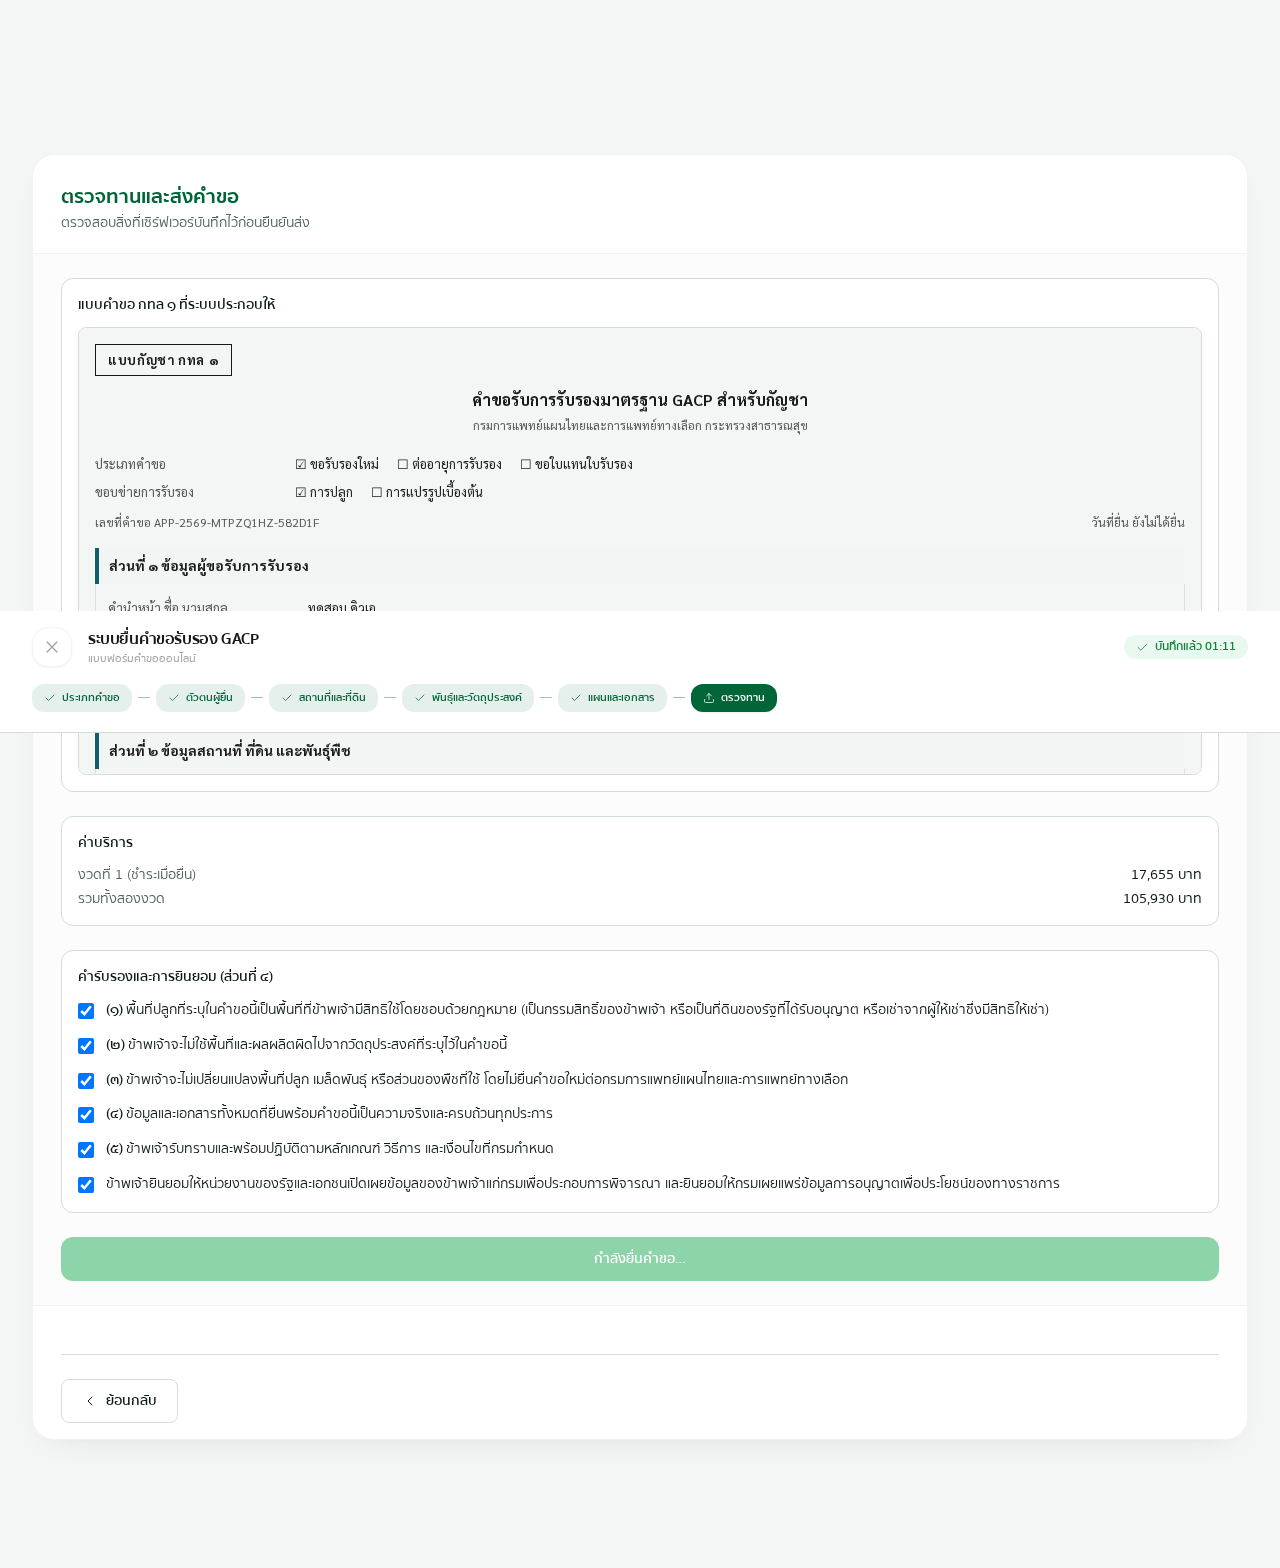 ตรวจทานและส่งคำขอ
ตรวจสอบสิ่งที่เซิร์ฟเวอร์บันทึกไว้ก่อนยืนยันส่ง
แบบคำขอ กทล ๑ ที่ระบบประกอบให้
แบบกัญชา กทล ๑
คำขอรับการรับรองมาตรฐาน GACP สำหรับกัญชา
กรมการแพทย์แผนไทยและการแพทย์ทางเลือก กระทรวงสาธารณสุข
ประเภทคำขอ ☑ ขอรับรองใหม่ ☐ ต่ออายุการรับรอง ☐ ขอใบแทนใบรับรอง
ขอบข่ายการรับรอง ☑ การปลูก ☐ การแปรรูปเบื้องต้น
เลขที่คำขอ APP-2569-MTPZQ1HZ-582D1F วันที่ยื่น ยังไม่ได้ยื่น
ส่วนที่ ๑ ข้อมูลผู้ขอรับการรับรอง
คำนำหน้า ชื่อ นามสกุล ทดสอบ คิวเอ
ระบบยื่นคำขอรับรอง GACP
แบบฟอร์มคำขอออนไลน์
บันทึกแล้ว 01:11
ประเภทคำขอ ตัวตนผู้ยื่น สถานที่และที่ดิน พันธุ์และวัตถุประสงค์ แผนและเอกสาร ตรวจทาน
ส่วนที่ ๒ ข้อมูลสถานที่ ที่ดิน และพันธุ์พืช
ค่าบริการ
งวดที่ 1 (ชำระเมื่อยื่น) 17,655 บาท
รวมทั้งสองงวด 105,930 บาท
คำรับรองและการยินยอม (ส่วนที่ ๔)
(๑) พื้นที่ปลูกที่ระบุในคำขอนี้เป็นพื้นที่ที่ข้าพเจ้ามีสิทธิใช้โดยชอบด้วยกฎหมาย (เป็นกรรมสิทธิ์ของข้าพเจ้า หรือเป็นที่ดินของรัฐที่ได้รับอนุญาต หรือเช่าจากผู้ให้เช่าซึ่งมีสิทธิให้เช่า)
(๒) ข้าพเจ้าจะไม่ใช้พื้นที่และผลผลิตผิดไปจากวัตถุประสงค์ที่ระบุไว้ในคำขอนี้
(๓) ข้าพเจ้าจะไม่เปลี่ยนแปลงพื้นที่ปลูก เมล็ดพันธุ์ หรือส่วนของพืชที่ใช้ โดยไม่ยื่นคำขอใหม่ต่อกรมการแพทย์แผนไทยและการแพทย์ทางเลือก
(๔) ข้อมูลและเอกสารทั้งหมดที่ยื่นพร้อมคำขอนี้เป็นความจริงและครบถ้วนทุกประการ
(๕) ข้าพเจ้ารับทราบและพร้อมปฏิบัติตามหลักเกณฑ์ วิธีการ และเงื่อนไขที่กรมกำหนด
ข้าพเจ้ายินยอมให้หน่วยงานของรัฐและเอกชนเปิดเผยข้อมูลของข้าพเจ้าแก่กรมเพื่อประกอบการพิจารณา และยินยอมให้กรมเผยแพร่ข้อมูลการอนุญาตเพื่อประโยชน์ของทางราชการ
กำลังยื่นคำขอ...
ย้อนกลับ